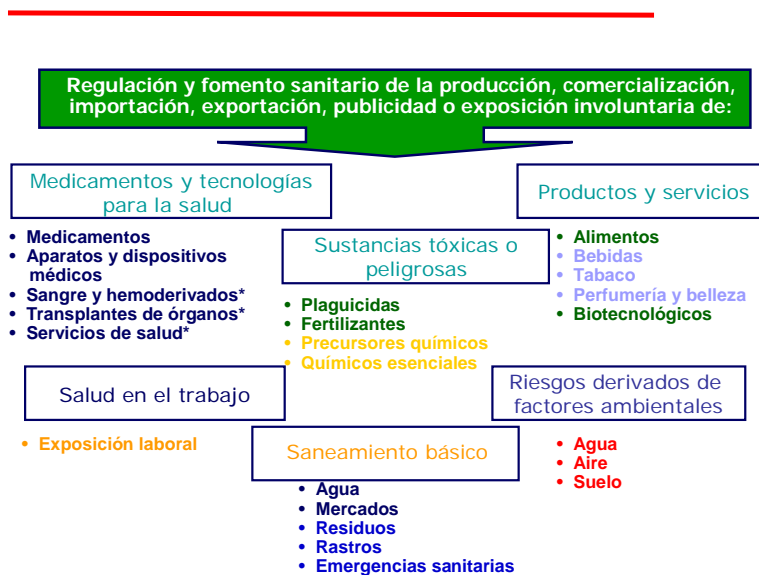 Regulación y fomento sanitario de la producción, comercialización,
importación, exportación, publicidad o exposición involuntaria de:
Medicamentos y tecnologías
para la salud
• Medicamentos
• Aparatos y dispositivos
médicos
• Sangre y hemoderivados*
• Transplantes de órganos*
• Servicios de salud*
Sustancias tóxicas o
peligrosas
• Plaguicidas
• Fertilizantes
• Precursores químicos
• Químicos esenciales
Productos y servicios
• Alimentos
• Bebidas
• Tabaco
• Perfumería y belleza
• Biotecnológicos
Salud en el trabajo
• Exposición laboral
Saneamiento básico
• Agua
• Mercados
• Residuos
• Rastros
• Emergencias sanitarias
Riesgos derivados de
factores ambientales
• Agua
• Aire
• Suelo